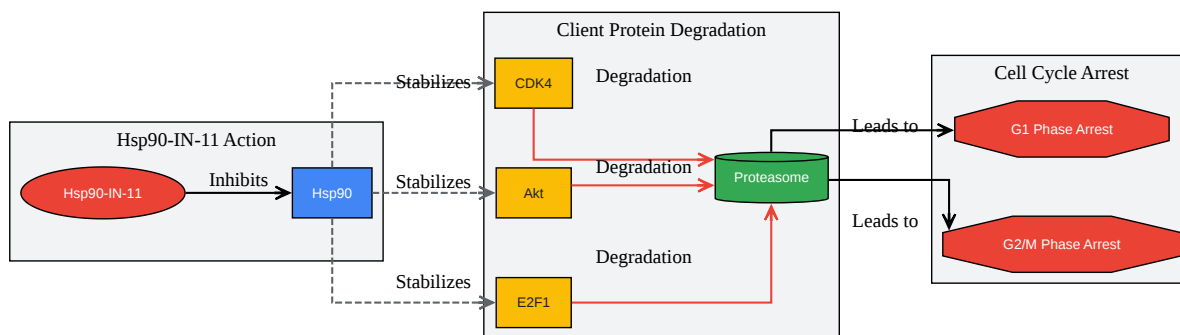 Client Protein Degradation
Stabilizes
CDK4
Degradation
Cell Cycle Arrest
Leads to
G1 Phase Arrest
Hsp90-IN-11 Action
Hsp90-IN-11
Inhibits
Hsp90
Stabilizes
Akt
Degradation
Proteasome
Leads to
G2/M Phase Arrest
Stabilizes
E2F1
Degradation